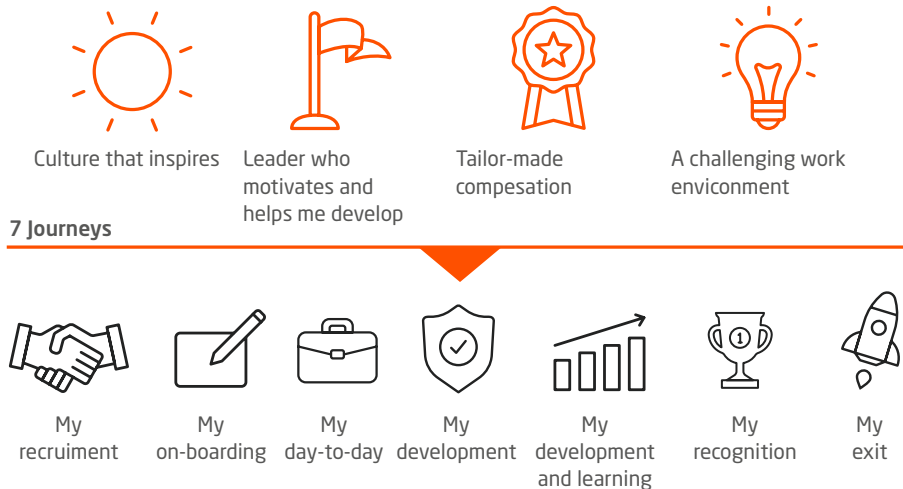 Culture that inspires
Leader who
motivates and
helps me develop
Tailor-made
compesation
A challenging work
enviconment
7 Journeys
My
recruiment
My
on-boarding
My
day-to-day
My
development
My
development
and learning
1
My
recognition
My
exit